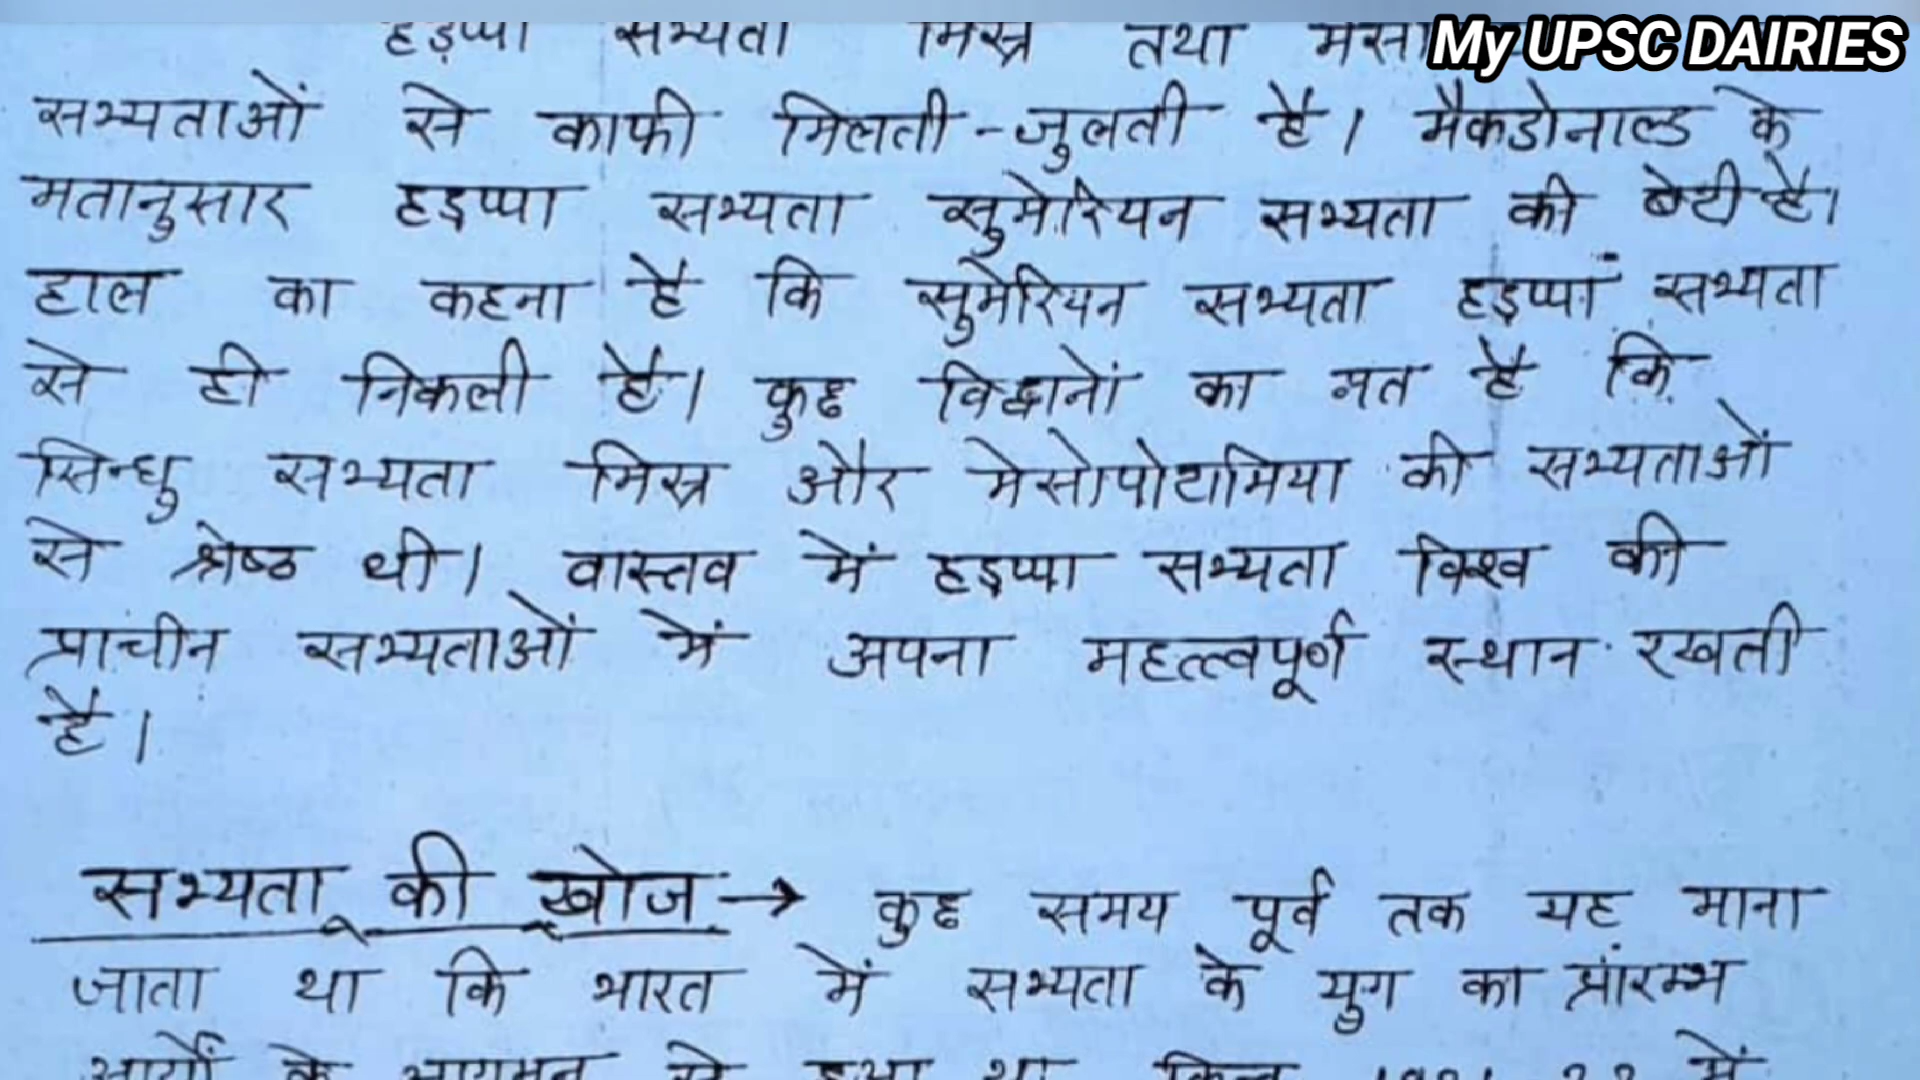 हड़प्पा सभ्यता मिस्र तथा
My UPSC DAIRIES
सभ्यताओं से काफी मिलती-जुलती है। मैकडोनाल्ड के
मतानुसार हड़प्पा सभ्यता सुमेरियन सभ्यता की बेटी है।
हाल का कहना है कि सुमेरियन सभ्यता हड़प्पां सभ्यता
से ही निकली है। कुछ विद्वानों का मत है कि
सिन्धु सभ्यता मिस्र और मेसोपोटामिया की सभ्यताओं
से श्रेष्ठ थी। वास्तव में हड़प्पा सभ्यता विश्व की
प्राचीन सभ्यताओं में अपना महत्त्वपूर्ण स्थान रखती
है।
सभ्यता की खोज → कुछ समय पूर्व तक यह माना
जाता था कि भारत में सभ्यता के युग का प्रांरम्भ
आर्यों के आगमन से हुआ था में